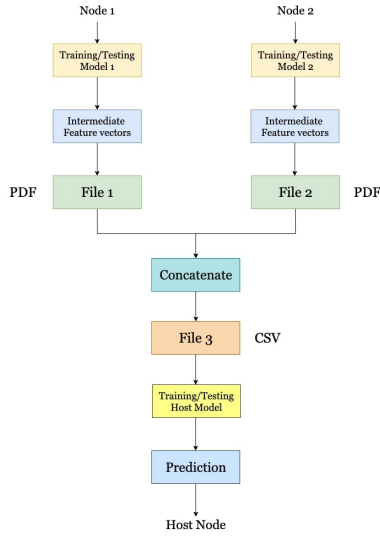 Node 1
Node 2
Training/Testing
Model 1
Training/Testing
Model 2
Intermediate
Feature vectors
Intermediate
Feature vectors
PDF
File 1
File 2
PDF
Concatenate
File 3
CSV
Training/Testing
Host Model
Prediction
Host Node